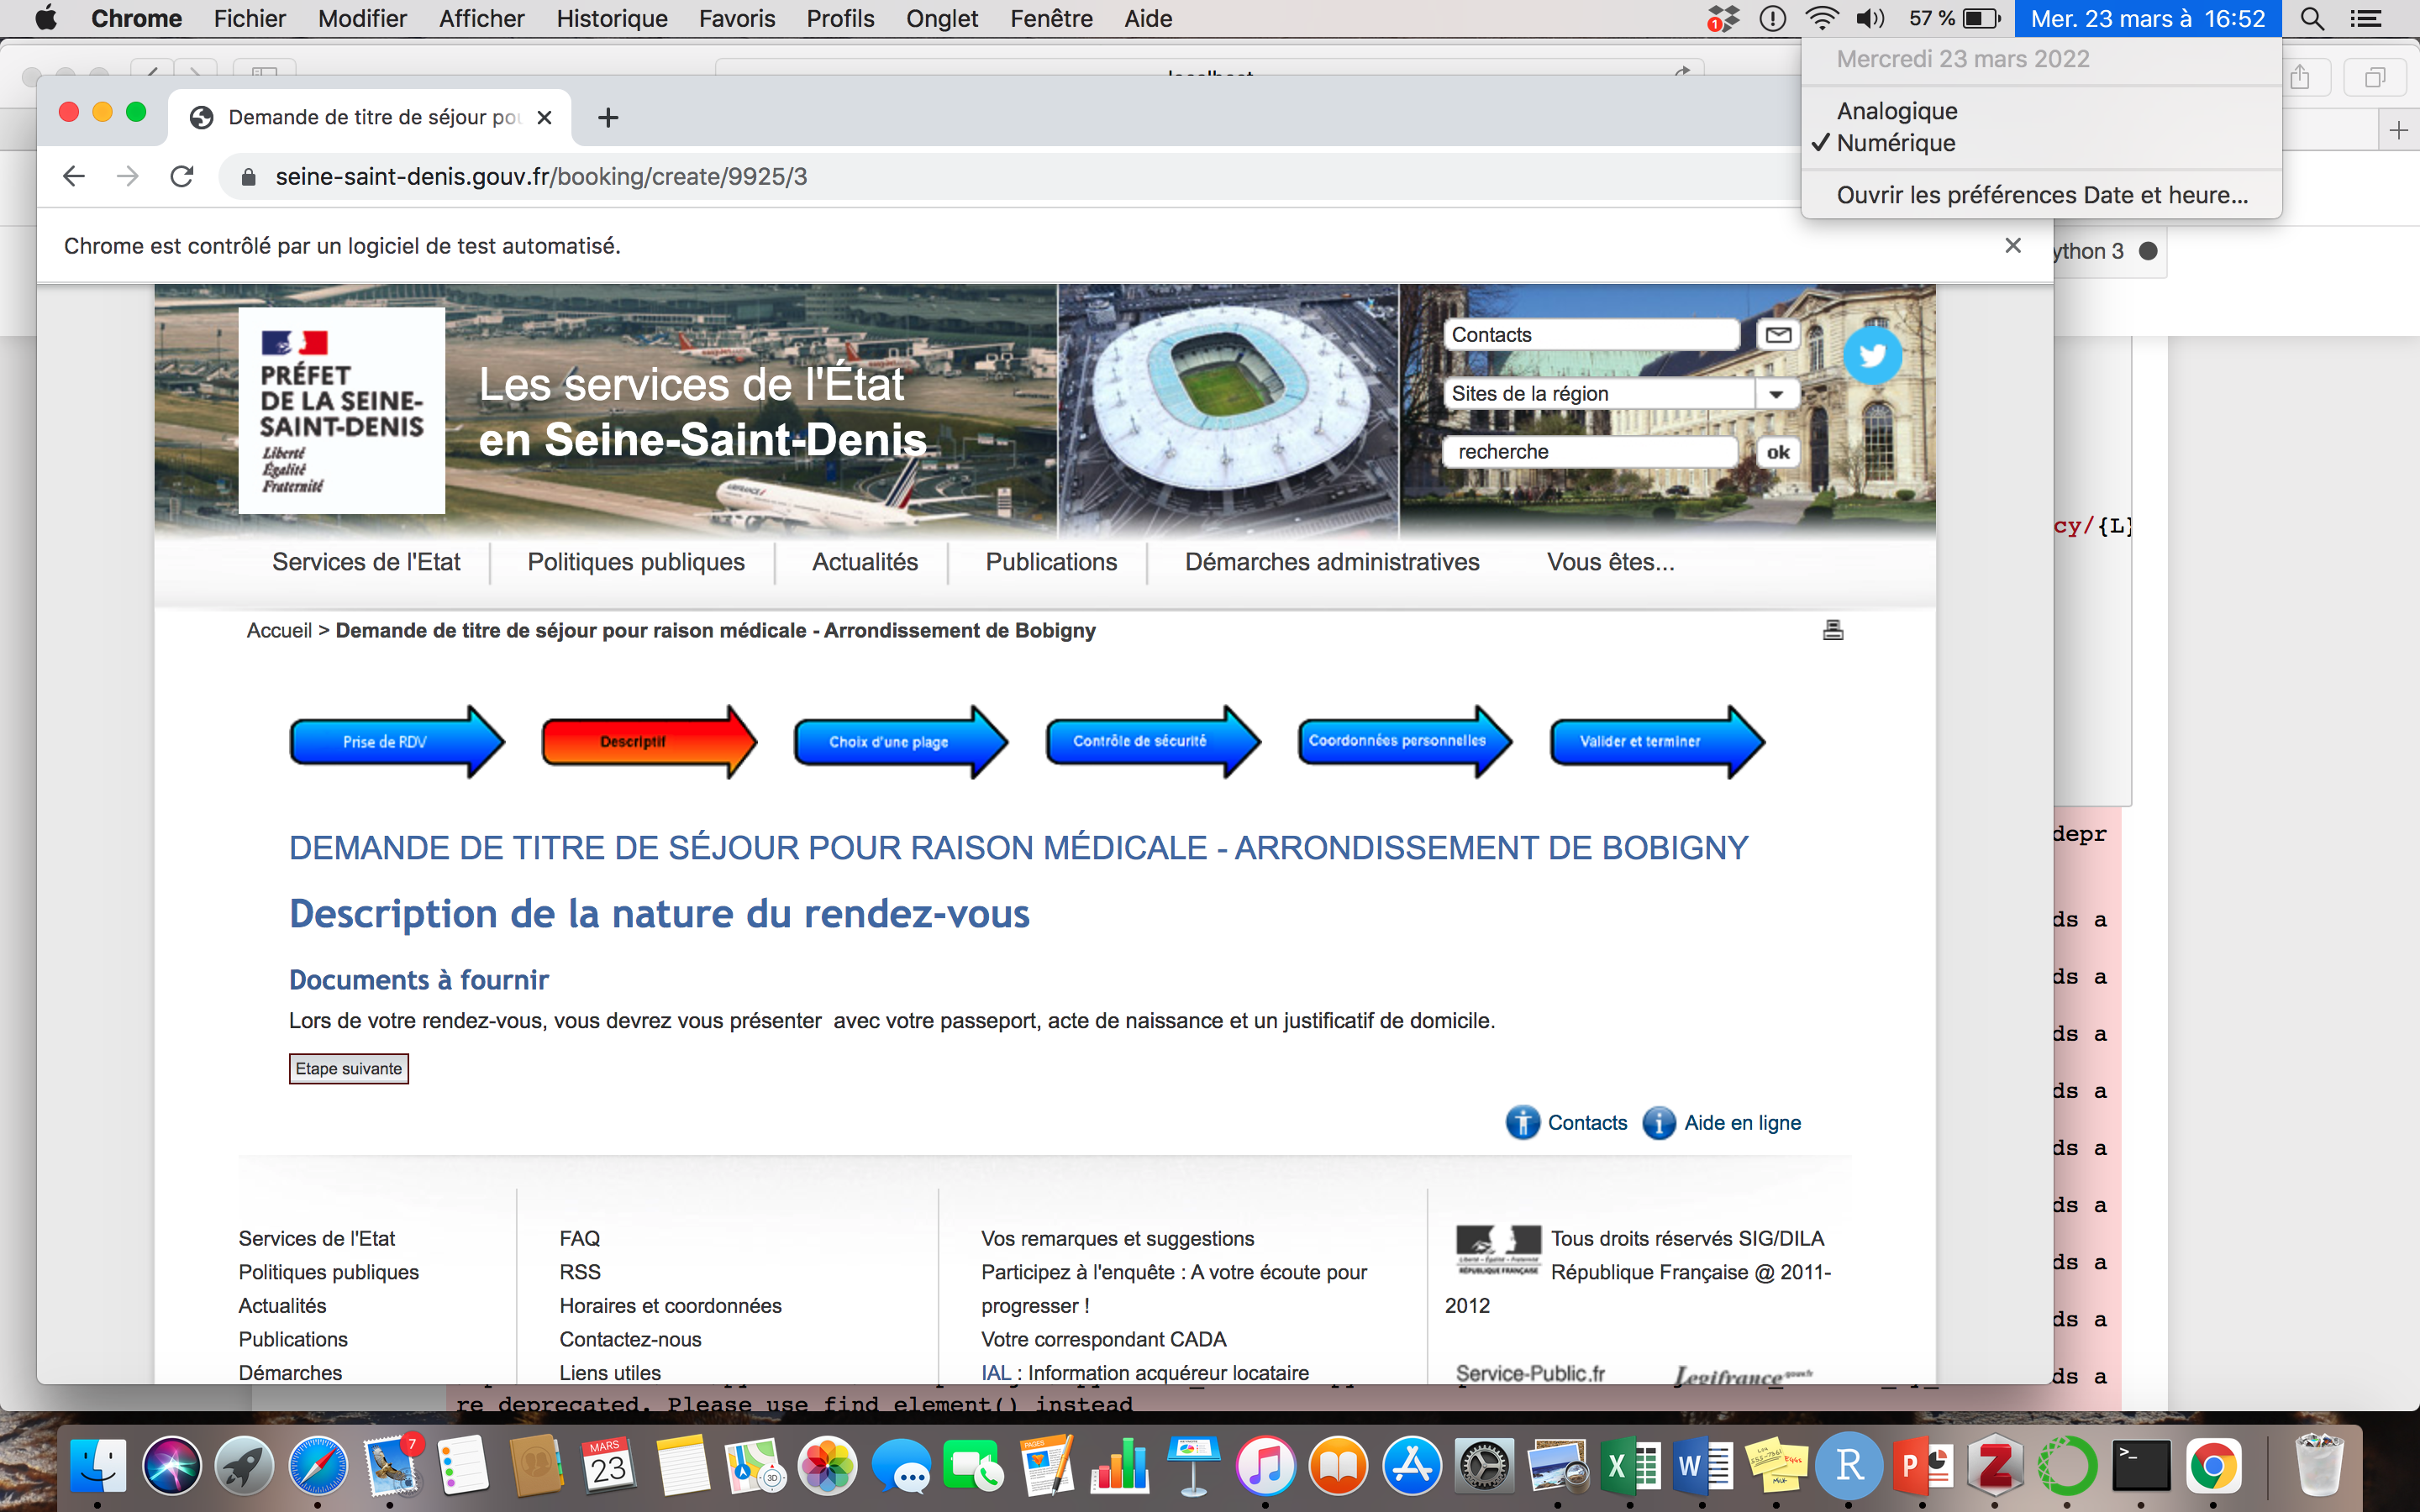 Chrome Fichier Modifier Afficher Historique Favoris Profils Onglet Fenêtre Aide
1 57 % Mer. 23 mars à 16:52
Mercredi 23 mars 2022
Analogique
✓ Numérique
Ouvrir les préférences Date et heure...
Demande de titre de séjour
seine-saint-denis.gouv.fr/booking/create/9925/3
Chrome est contrôlé par un logiciel de test automatisé.
ython 3
PRÉFET
DE LA SEINE-
SAINT-DENIS
Liberté
Égalité
Fraternité
Les services de l'État
en Seine-Saint-Denis
AIRFRANCE
Contacts
Sites de la région
recherche
ok
cy/{L}
Services de l'Etat
Politiques publiques
Actualités
Publications
Démarches administratives
Vous êtes...
Accueil > Demande de titre de séjour pour raison médicale - Arrondissement de Bobigny
Prise de RDV
Descriptif
Choix d'une plage
Contrôle de sécurité
Coordonnées personnelles
Valider et terminer
DEMANDE DE TITRE DE SÉJOUR POUR RAISON MÉDICALE - ARRONDISSEMENT DE BOBIGNY
Description de la nature du rendez-vous
Documents à fournir
Lors de votre rendez-vous, vous devrez vous présenter  avec votre passeport, acte de naissance et un justificatif de domicile.
Etape suivante
Contacts
Aide en ligne
depr
ds a
ds a
ds a
ds a
ds a
ds a
ds a
ds a
ds a
Services de l'Etat
Politiques publiques
Actualités
Publications
Démarches
FAQ
RSS
Horaires et coordonnées
Contactez-nous
Liens utiles
Vos remarques et suggestions
Participez à l'enquête : A votre écoute pour
progresser !
Votre correspondant CADA
IAL : Information acquéreur locataire
RÉPUBLIQUE FRANÇAISE
Tous droits réservés SIG/DILA
République Française @ 2011-
2012
Service-Public.fr
Legifrance
re deprecated. Please use find_element() instead
7
MARS
23
3D
PAGES
X
W
R
P
Z
>_